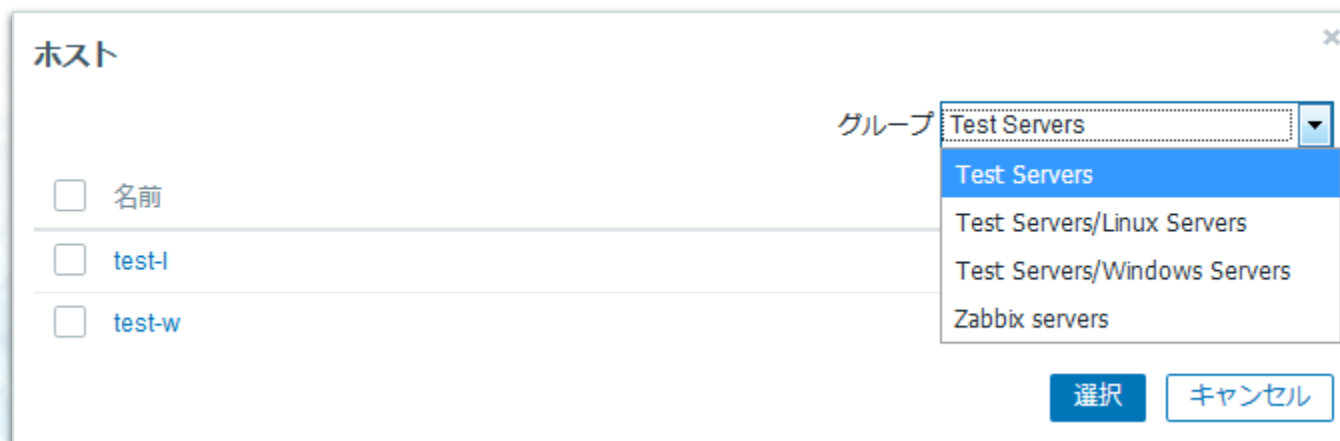 ホスト
×
グループ Test Servers
Test Servers
Test Servers/Linux Servers
Test Servers/Windows Servers
Zabbix servers
名前
test-l
test-w
選択 キャンセル